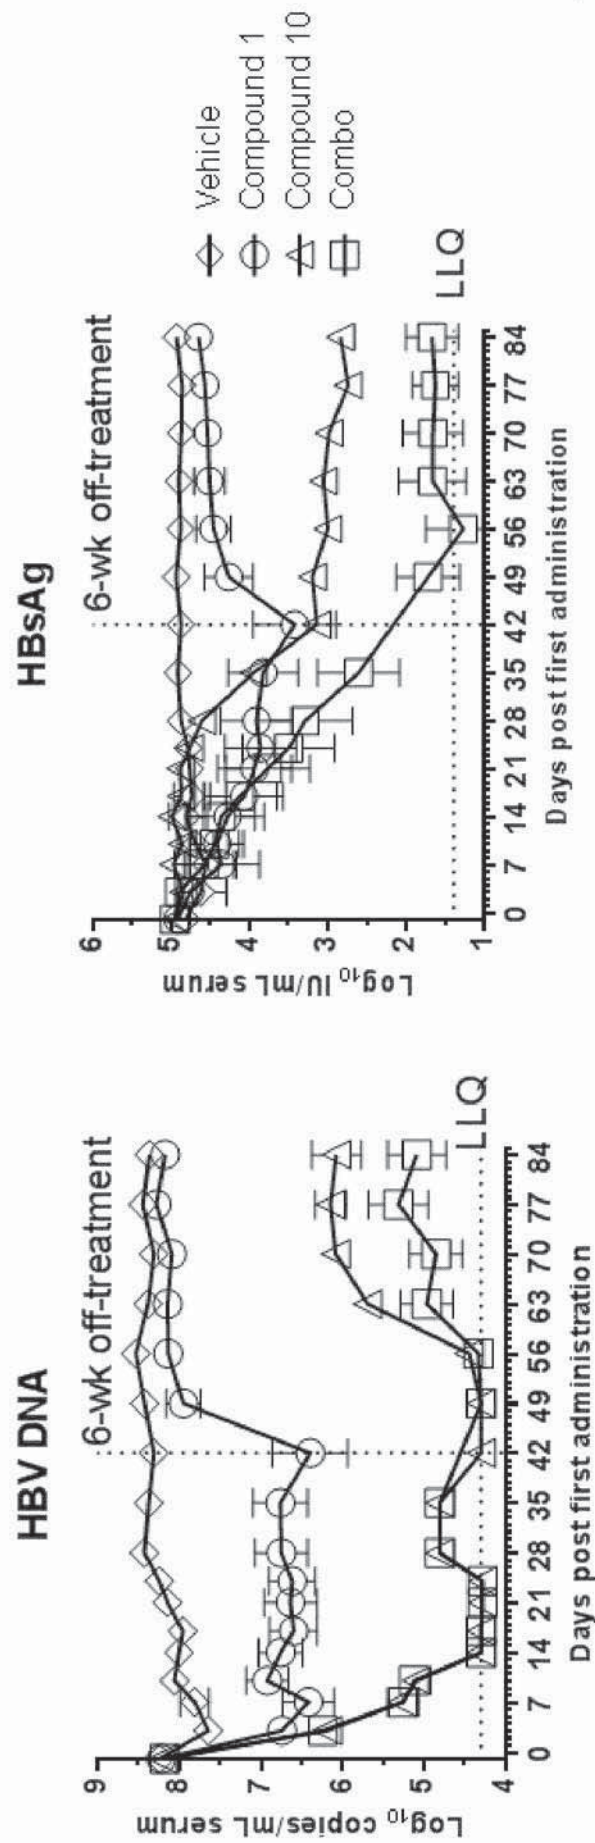 HBV DNA
6-wk off-treatment
Log10 copies/mL serum
9
8
7
6
5
4
LLQ
0 7 14 21 28 35 42 49 56 63 70 77 84
Days post first administration
HBsAg
6-wk off-treatment
Log10 IU/mL serum
6
5
4
3
2
1
LLQ
0 7 14 21 28 35 42 49 56 63 70 77 84
Days post first administration
Vehicle
Compound 1
Compound 10
Combo